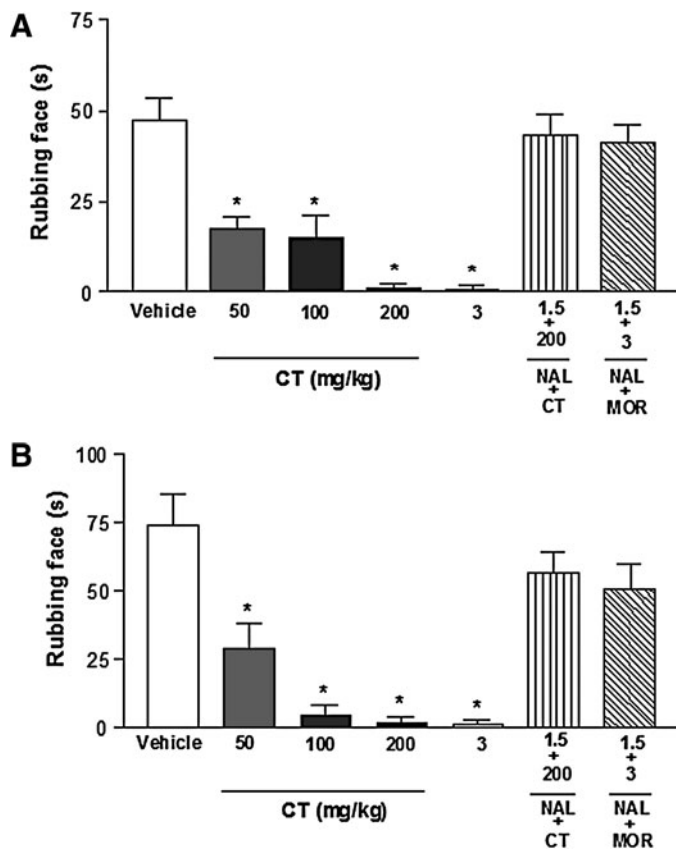 A
75
50
25
0
Rubbing face (s)
* * * *
Vehicle 50 100 200 3 1.5 1.5
+ +
200 3
CT (mg/kg) NAL NAL
+ +
CT MOR
B
100
75
50
25
0
Rubbing face (s)
* * * *
Vehicle 50 100 200 3 1.5 1.5
+ +
200 3
CT (mg/kg) NAL NAL
+ +
CT MOR